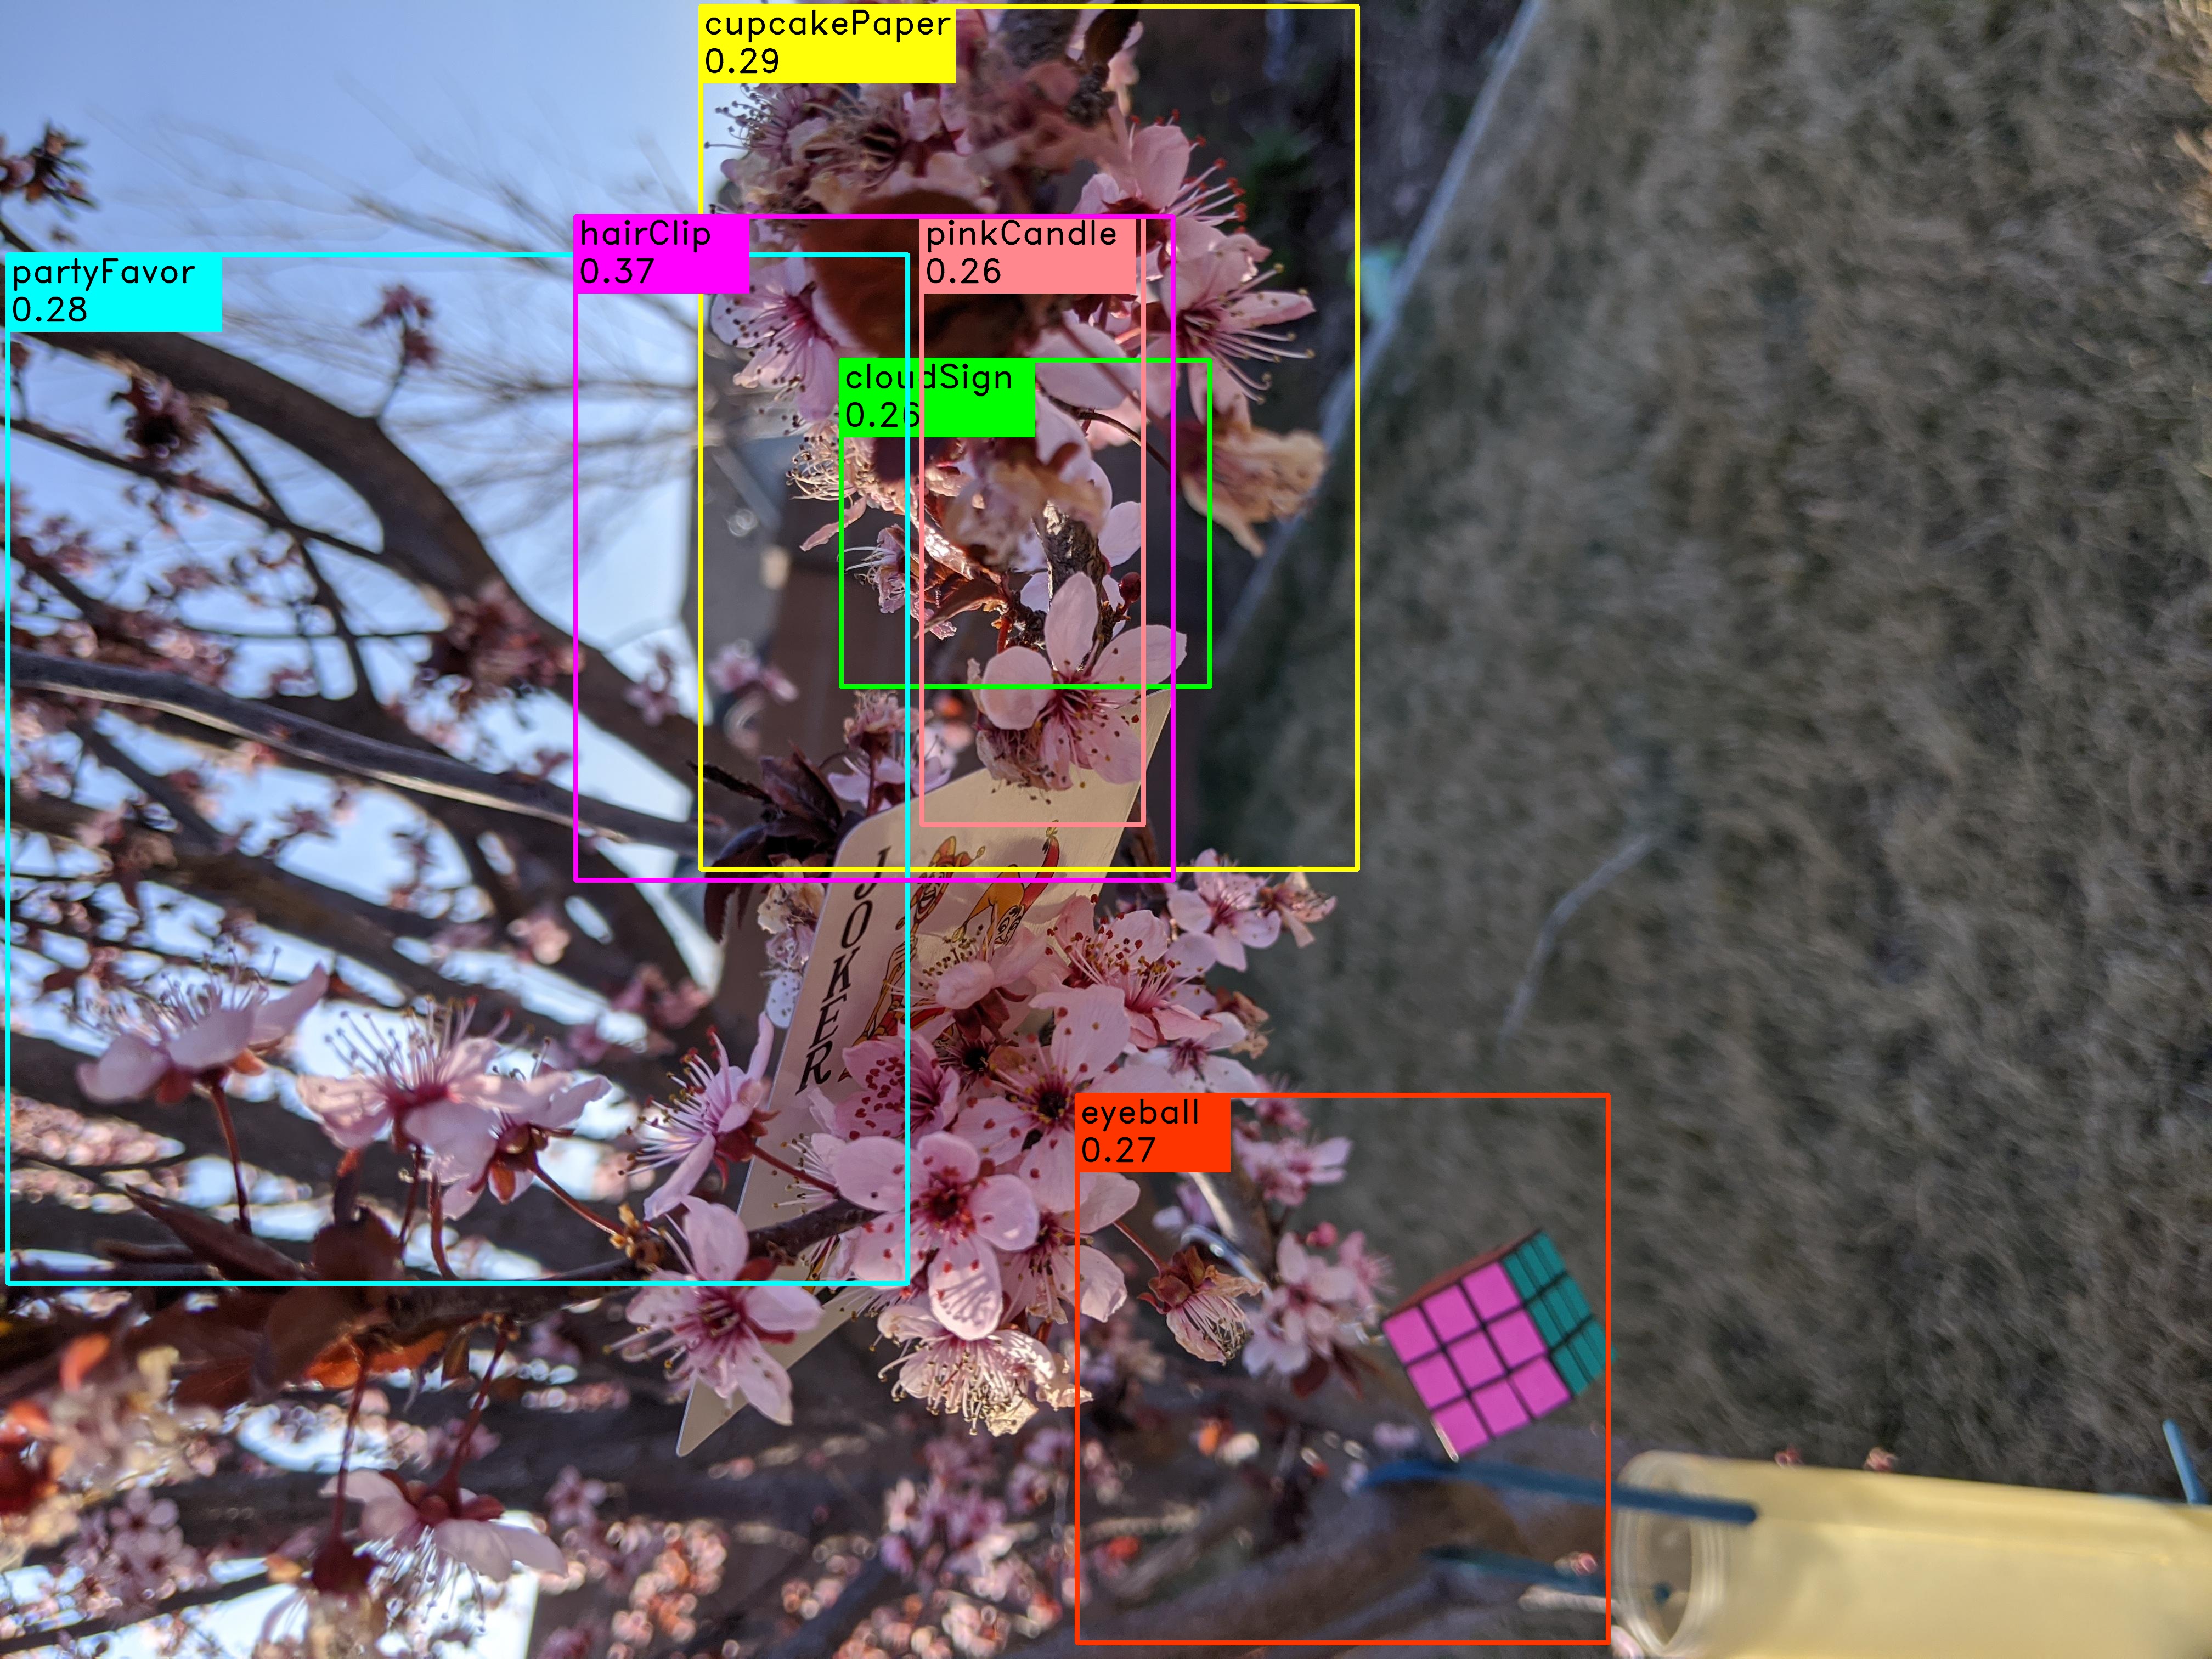 cupcakePaper
0.29
hairClip
0.37
pinkCandle
0.26
partyFavor
0.28
cloudSign
0.26
JOKER
eyeball
0.27